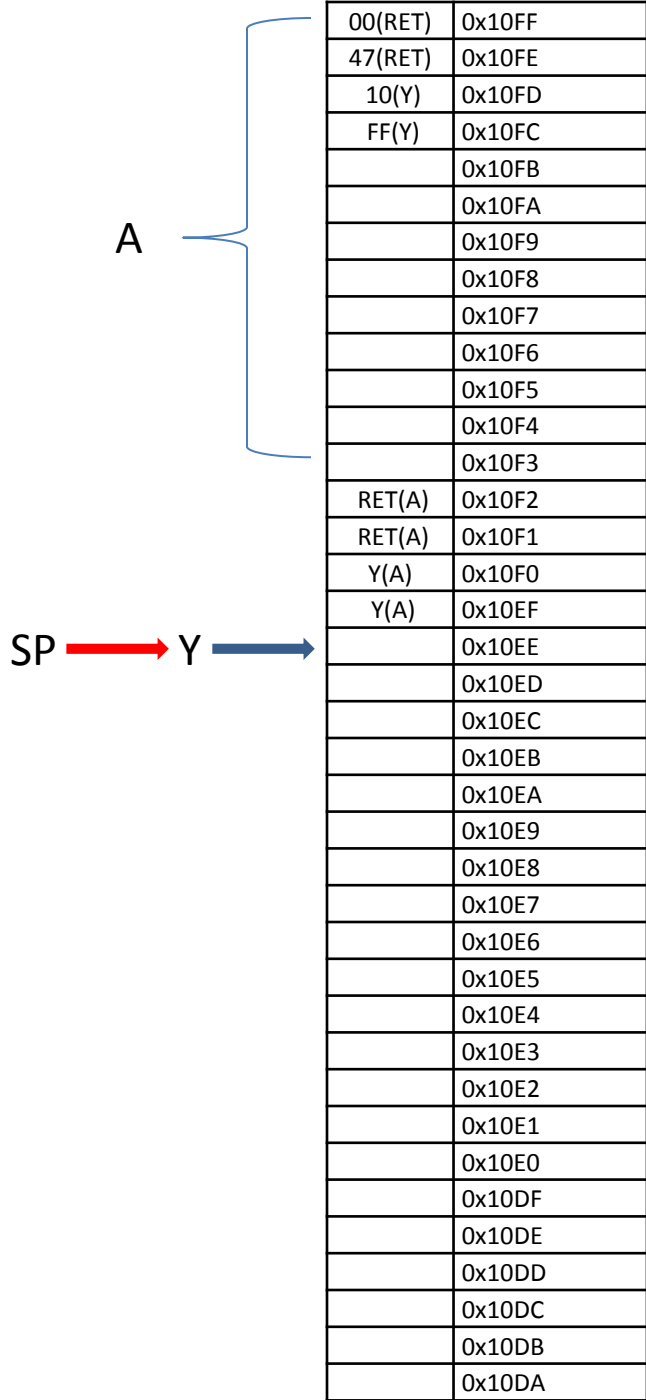 00(RET) 0x10FF
47(RET) 0x10FE
10(Y) 0x10FD
FF(Y) 0x10FC
0x10FB
0x10FA
A 0x10F9
0x10F8
0x10F7
0x10F6
0x10F5
0x10F4
0x10F3
RET(A) 0x10F2
RET(A) 0x10F1
Y(A) 0x10F0
Y(A) 0x10EF
SP Y 0x10EE
0x10ED
0x10EC
0x10EB
0x10EA
0x10E9
0x10E8
0x10E7
0x10E6
0x10E5
0x10E4
0x10E3
0x10E2
0x10E1
0x10E0
0x10DF
0x10DE
0x10DD
0x10DC
0x10DB
0x10DA